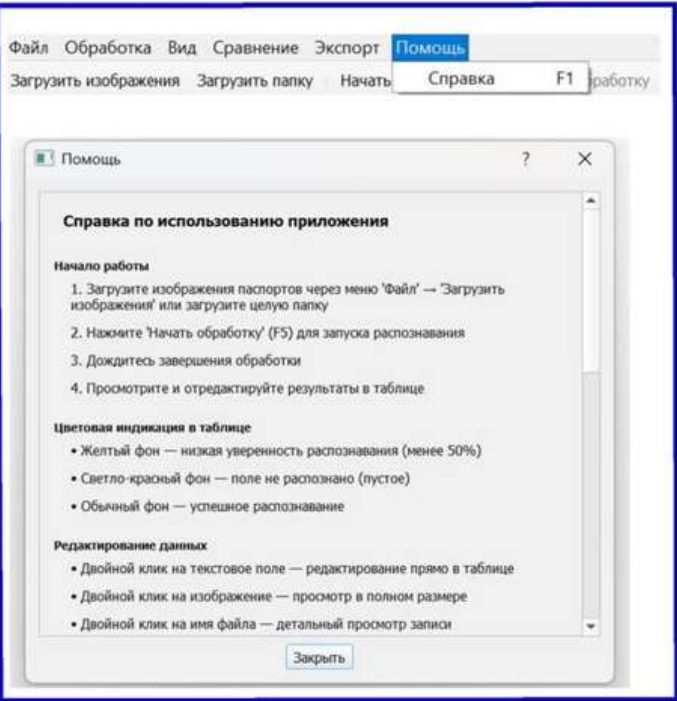 Файл Обработка Вид Сравнение Экспорт Помощь
Загрузить изображения Загрузить папку Начать
Справка F1
Помощь ? ×
Справка по использованию приложения
Начало работы
1. Загрузите изображения паспортов через меню 'Файл' → 'Загрузить
изображения' или загрузите целую папку
2. Нажмите 'Начать обработку' (F5) для запуска распознавания
3. Дождитесь завершения обработки
4. Просмотрите и отредактируйте результаты в таблице
Цветовая индикация в таблице
• Желтый фон — низкая уверенность распознавания (менее 50%)
• Светло-красный фон — поле не распознано (пустое)
• Обычный фон — успешное распознавание
Редактирование данных
• Двойной клик на текстовое поле — редактирование прямо в таблице
• Двойной клик на изображение — просмотр в полном размере
• Двойной клик на имя файла — детальный просмотр записи
Закрыть